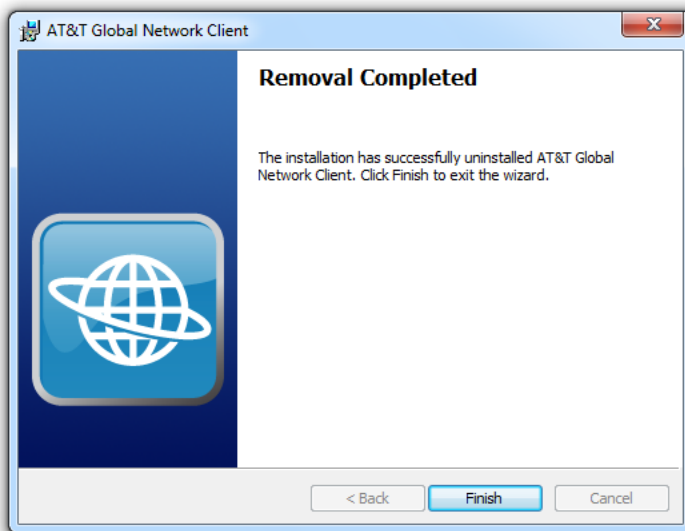 AT&T Global Network Client
Removal Completed
The installation has successfully uninstalled AT&T Global
Network Client. Click Finish to exit the wizard.
< Back
Finish
Cancel